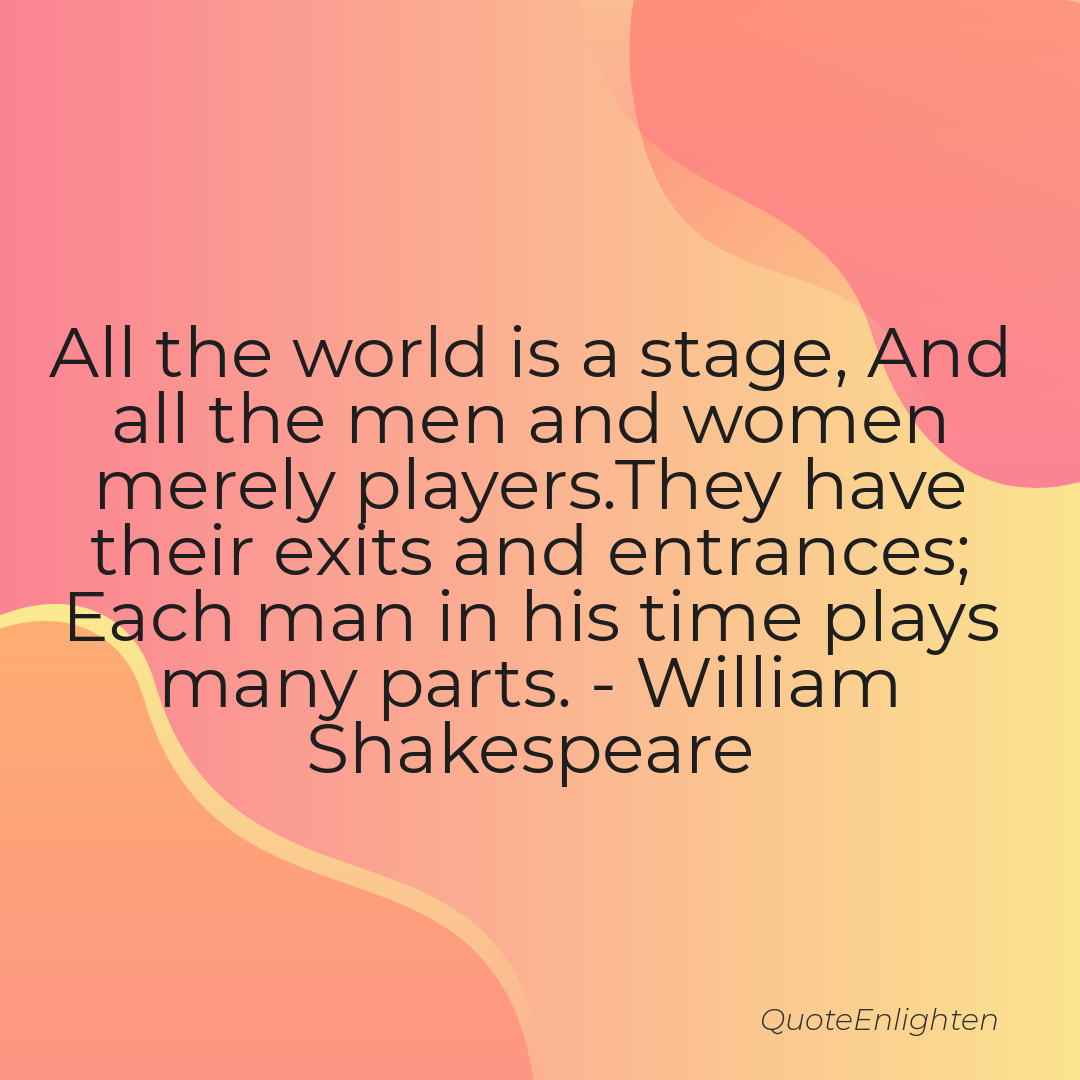 All the world is a stage, And
all the men and women
merely players.They have
their exits and entrances;
Each man in his time plays
many parts. - William
Shakespeare
QuoteEnlighten